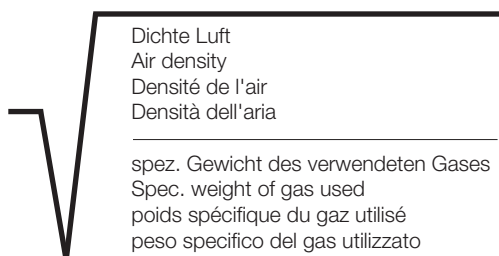 Dichte Luft
Air density
Densité de l'air
Densità dell'aria
spez. Gewicht des verwendeten Gases
Spec. weight of gas used
poids spécifique du gaz utilisé
peso specifico del gas utilizzato